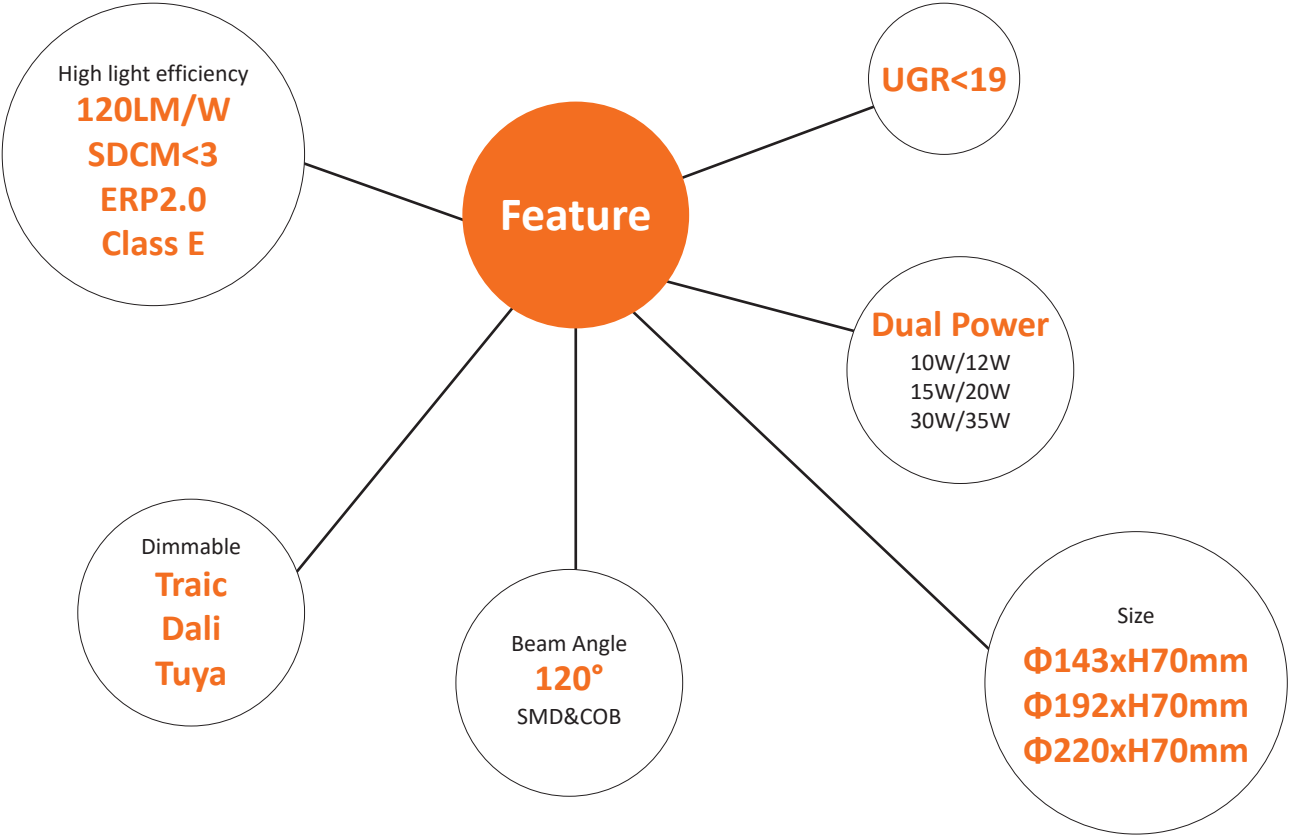 High light efficiency
120LM/W
SDCM<3
ERP2.0
Class E
Feature
UGR<19
Dual Power
10W/12W
15W/20W
30W/35W
Dimmable
Traic
Dali
Tuya
Beam Angle
120°
SMD&COB
Size
Φ143xH70mm
Φ192xH70mm
Φ220xH70mm